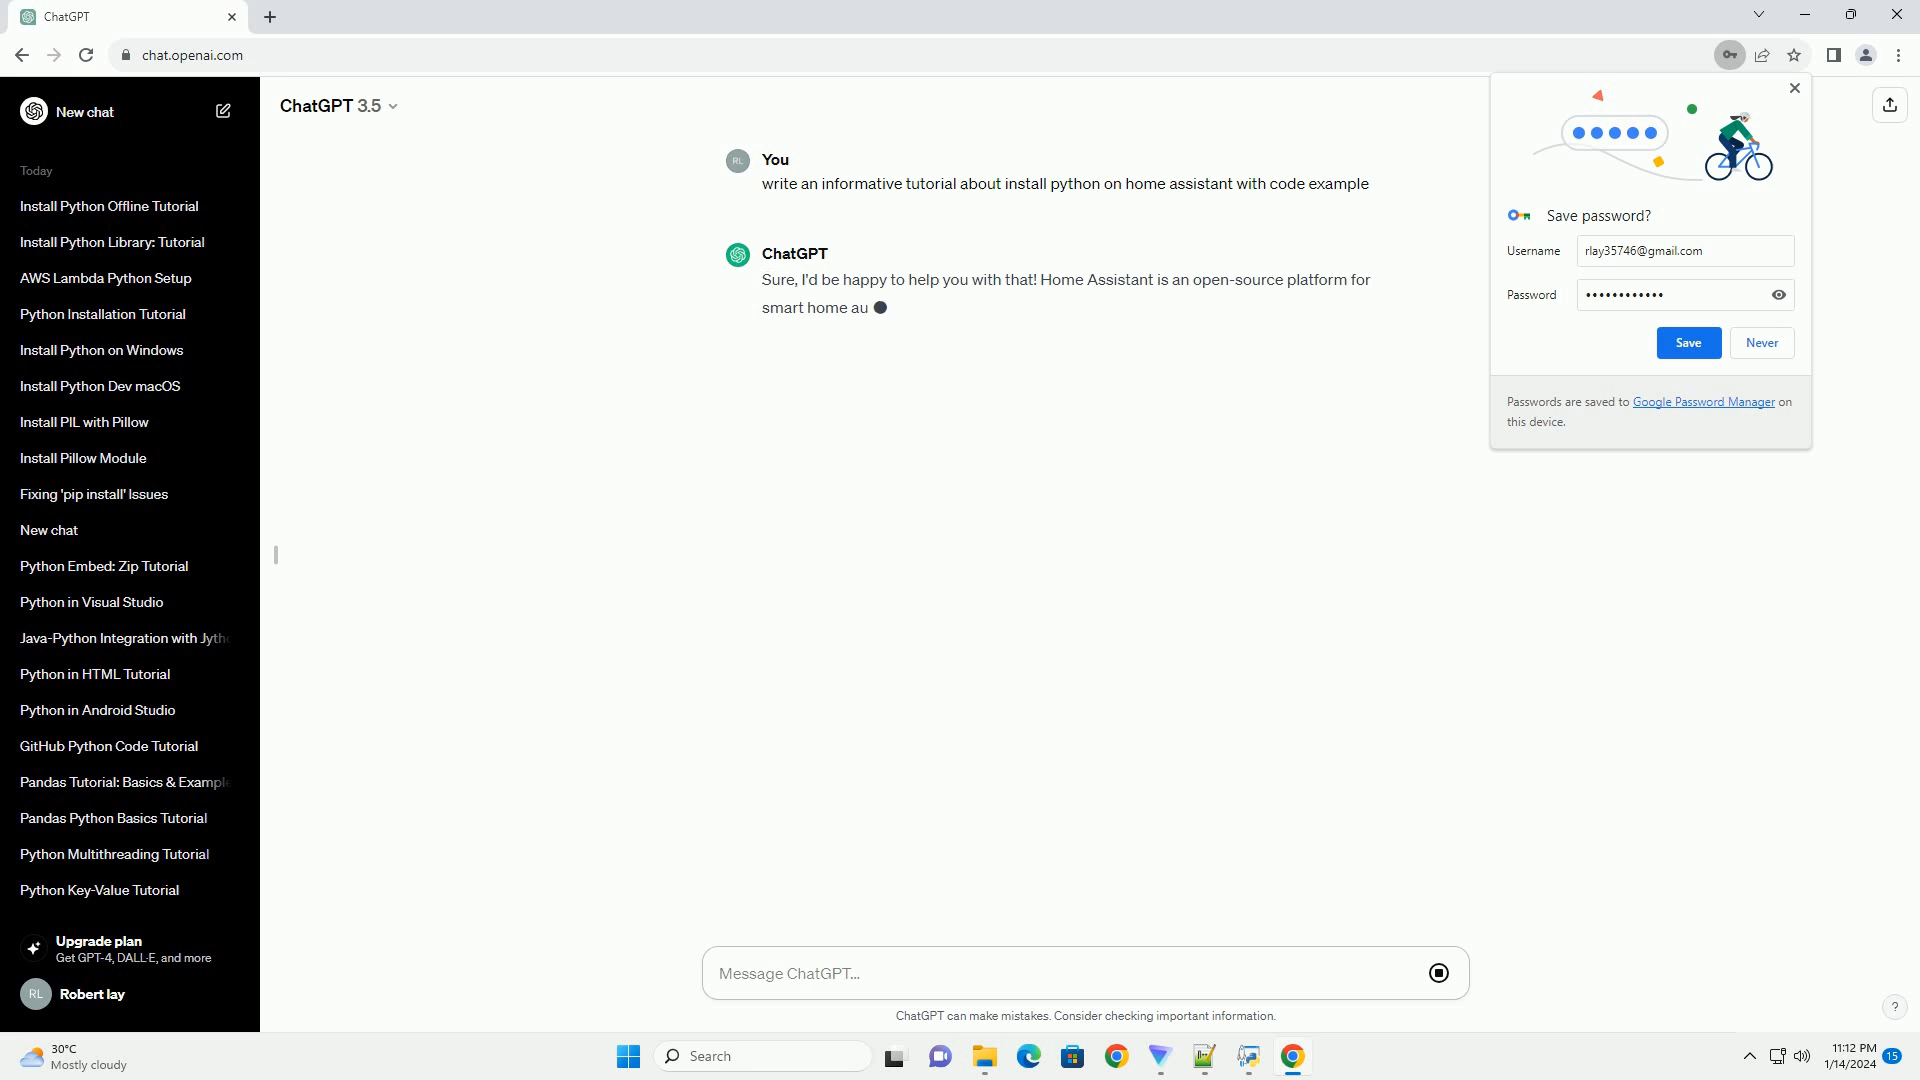 ChatGPT
chat.openai.com
New chat
Today
Install Python Offline Tutorial
Install Python Library: Tutorial
AWS Lambda Python Setup
Python Installation Tutorial
Install Python on Windows
Install Python Dev macOS
Install PIL with Pillow
Install Pillow Module
Fixing 'pip install' Issues
New chat
Python Embed: Zip Tutorial
Python in Visual Studio
Java-Python Integration with Jyth
Python in HTML Tutorial
Python in Android Studio
GitHub Python Code Tutorial
Pandas Tutorial: Basics & Exampl
Pandas Python Basics Tutorial
Python Multithreading Tutorial
Python Key-Value Tutorial
Upgrade plan
Get GPT-4, DALL·E, and more
RL Robert lay
ChatGPT 3.5
RL You
write an informative tutorial about install python on home assistant with code example
ChatGPT
Sure, I'd be happy to help you with that! Home Assistant is an open-source platform for
smart home au
Save password?
Username rlay35746@gmail.com
Password ••••••••••••
Save Never
Passwords are saved to Google Password Manager on
this device.
Message ChatGPT...
ChatGPT can make mistakes. Consider checking important information.
?
30°C
Mostly cloudy
Search
11:12 PM
1/14/2024
15